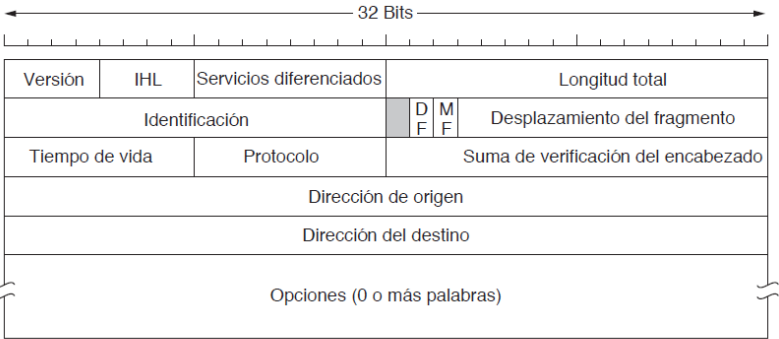 32 Bits
Versión IHL Servicios diferenciados Longitud total
Identificación D F M F Desplazamiento del fragmento
Tiempo de vida Protocolo Suma de verificación del encabezado
Dirección de origen
Dirección del destino
Opciones (0 o más palabras)